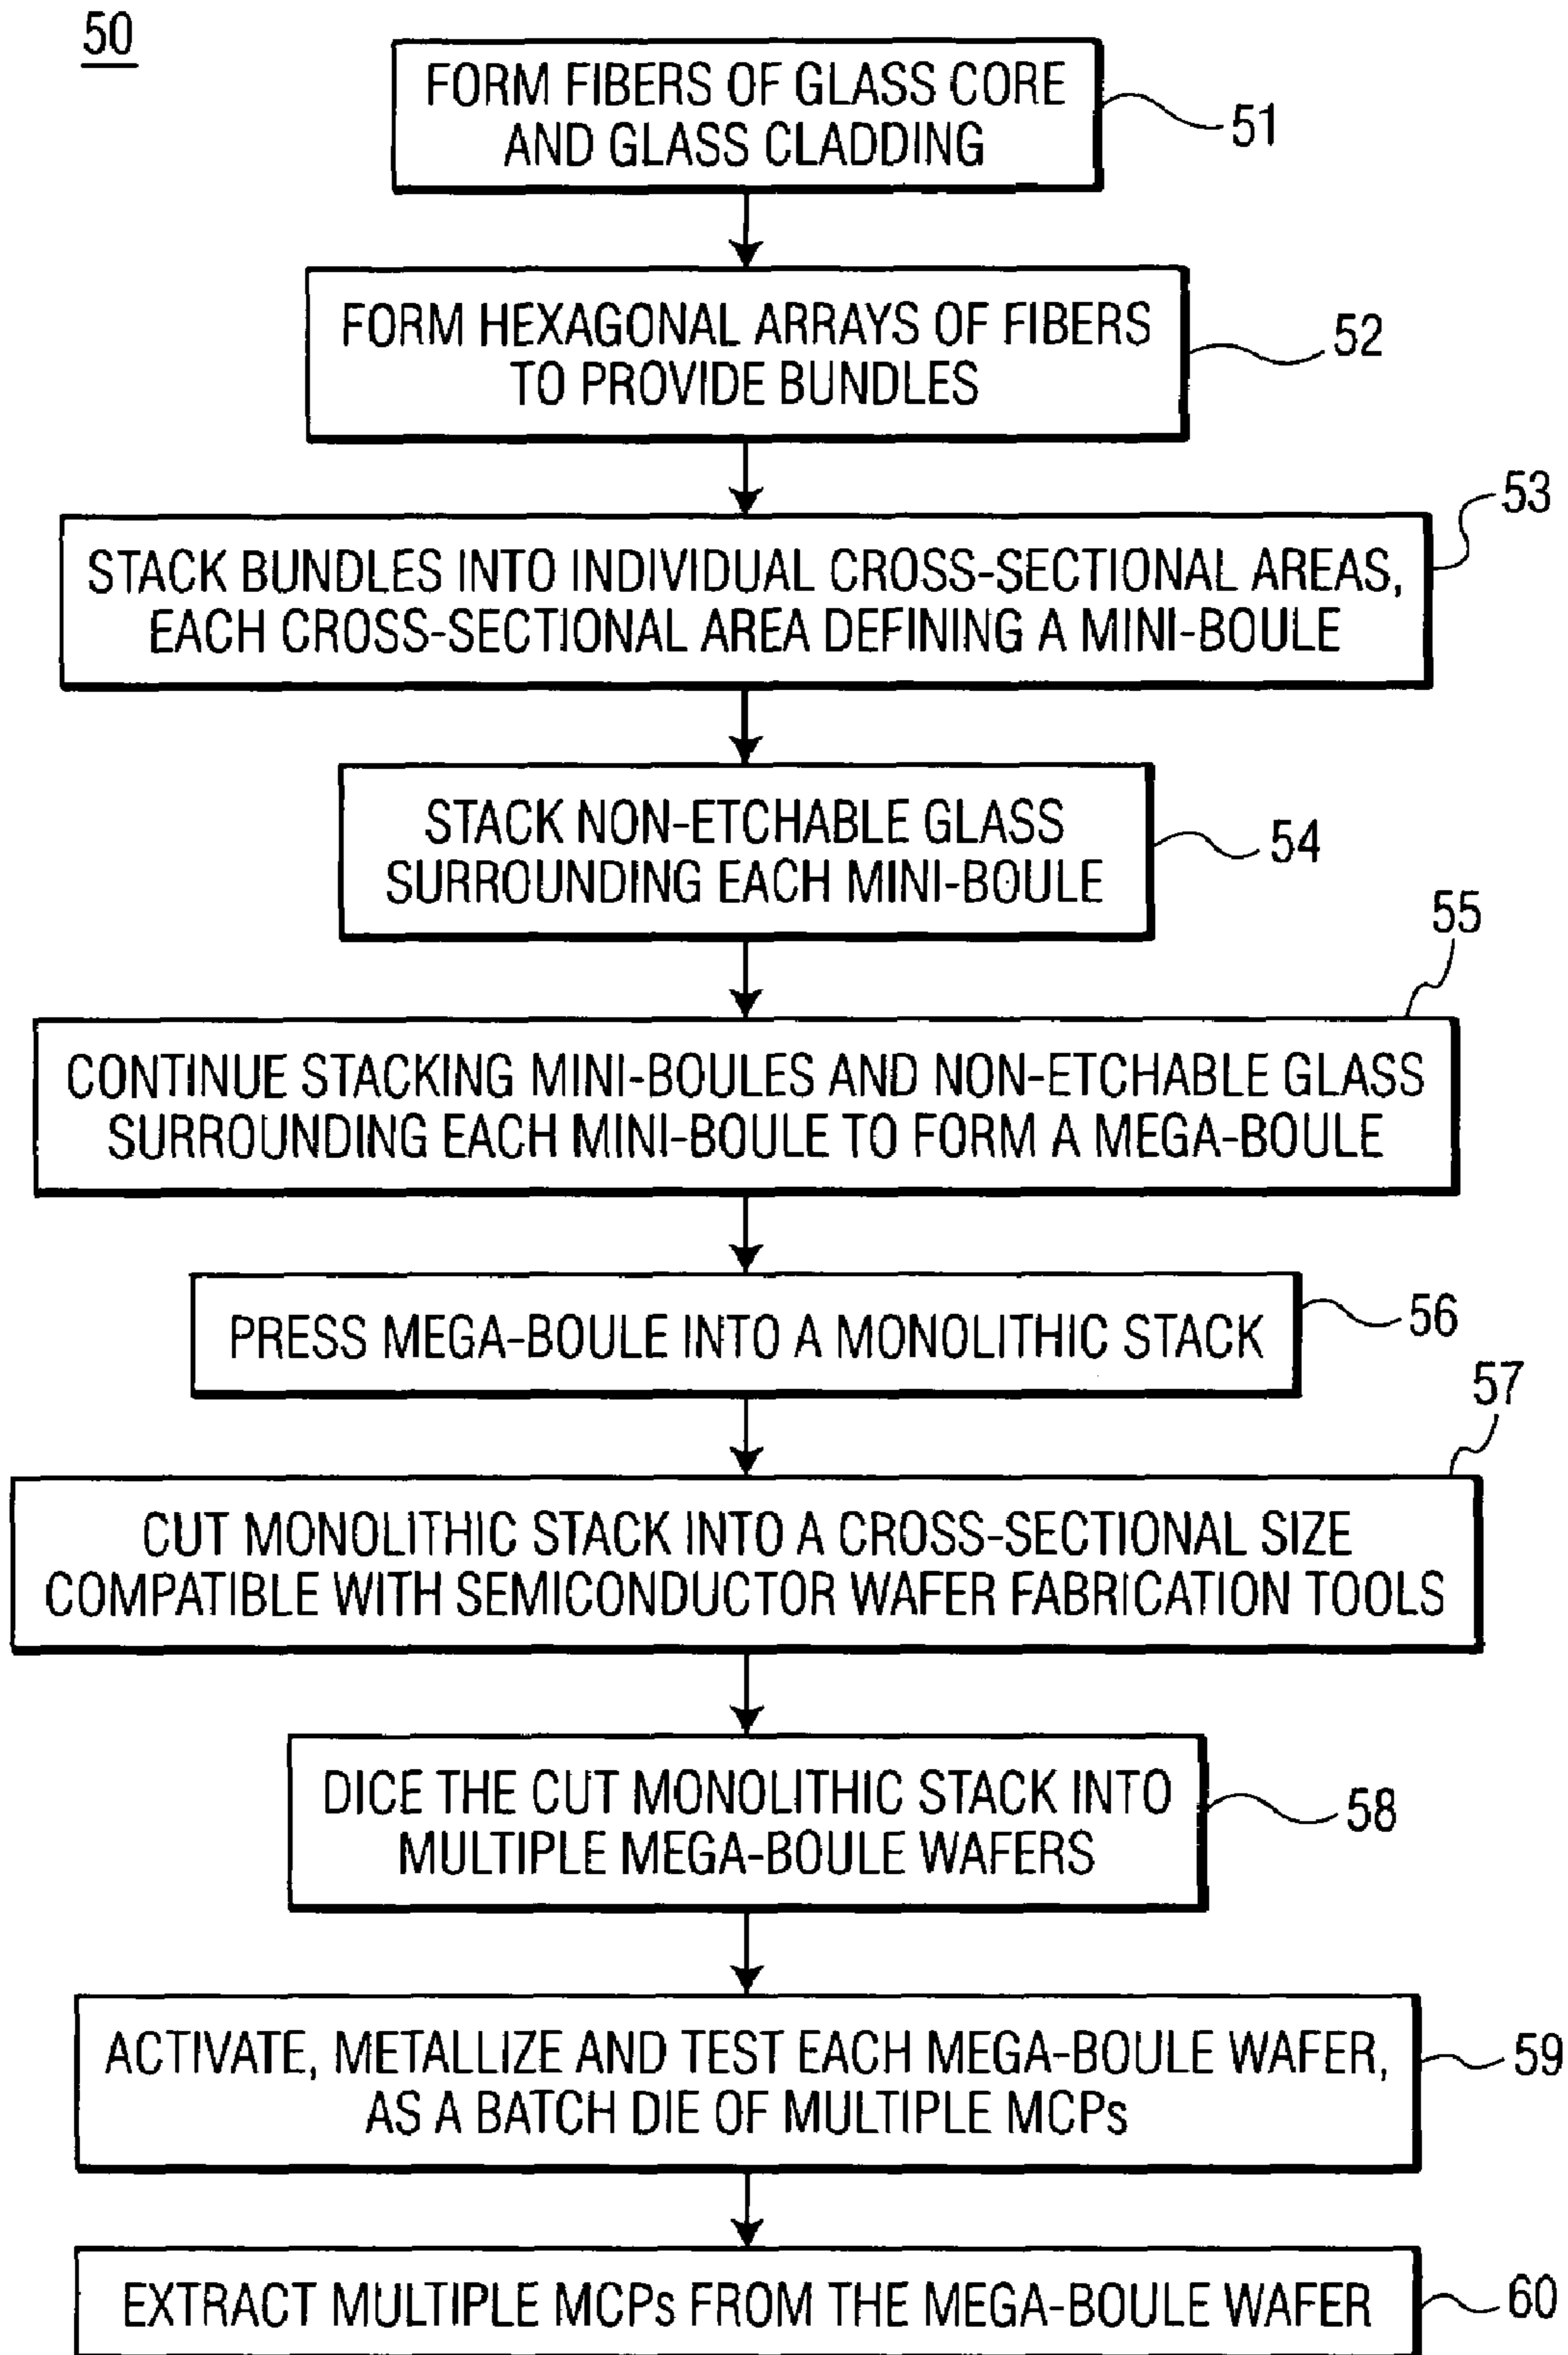 50
FORM FIBERS OF GLASS CORE
AND GLASS CLADDING
51
FORM HEXAGONAL ARRAYS OF FIBERS
TO PROVIDE BUNDLES
52
53
STACK BUNDLES INTO INDIVIDUAL CROSS-SECTIONAL AREAS,
EACH CROSS-SECTIONAL AREA DEFINING A MINI-BOULE
STACK NON-ETCHABLE GLASS
SURROUNDING EACH MINI-BOULE
54
55
CONTINUE STACKING MINI-BOULES AND NON-ETCHABLE GLASS
SURROUNDING EACH MINI-BOULE TO FORM A MEGA-BOULE
PRESS MEGA-BOULE INTO A MONOLITHIC STACK
56
57
CUT MONOLITHIC STACK INTO A CROSS-SECTIONAL SIZE
COMPATIBLE WITH SEMICONDUCTOR WAFER FABRICATION TOOLS
DICE THE CUT MONOLITHIC STACK INTO
MULTIPLE MEGA-BOULE WAFERS
58
ACTIVATE, METALLIZE AND TEST EACH MEGA-BOULE WAFER,
AS A BATCH DIE OF MULTIPLE MCPs
59
EXTRACT MULTIPLE MCPs FROM THE MEGA-BOULE WAFER
60